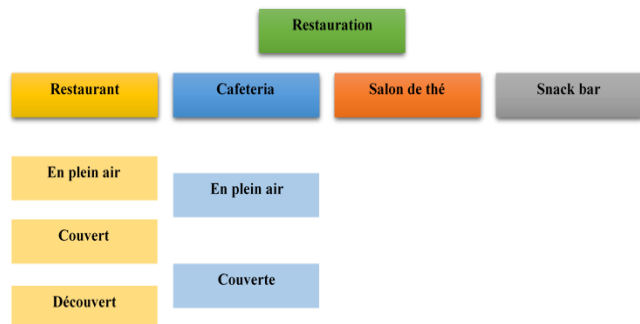 Restauration
Restaurant
Cafeteria
Salon de thé
Snack bar
En plein air
Couvert
Découvert
En plein air
Couverte